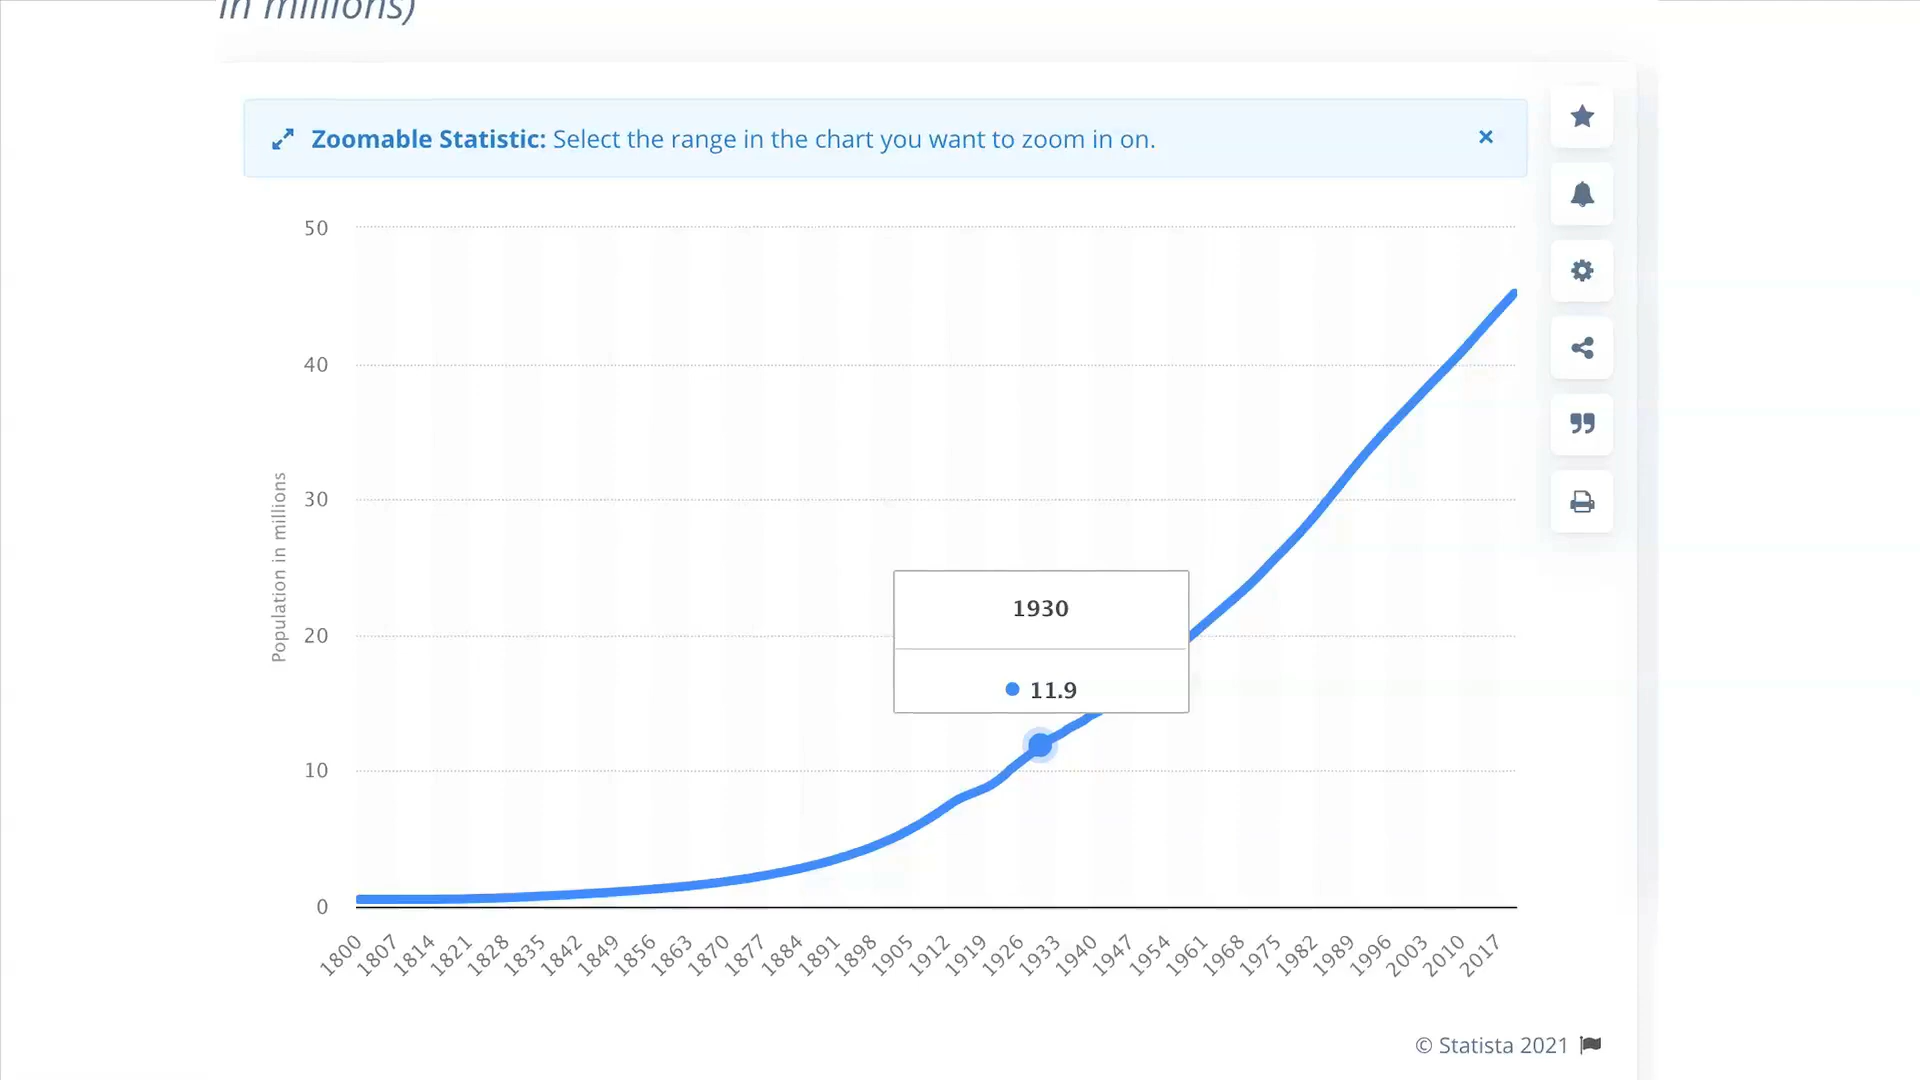 in millions)
Zoomable Statistic: Select the range in the chart you want to zoom in on.
50
40
30
20
10
0
Population in millions
1930
11.9
1800 1807 1814 1821 1828 1835 1842 1849 1856 1863 1870 1877 1884 1891 1898 1905 1912 1919 1926 1933 1940 1947 1954 1961 1968 1975 1982 1989 1996 2003 2010 2017
© Statista 2021